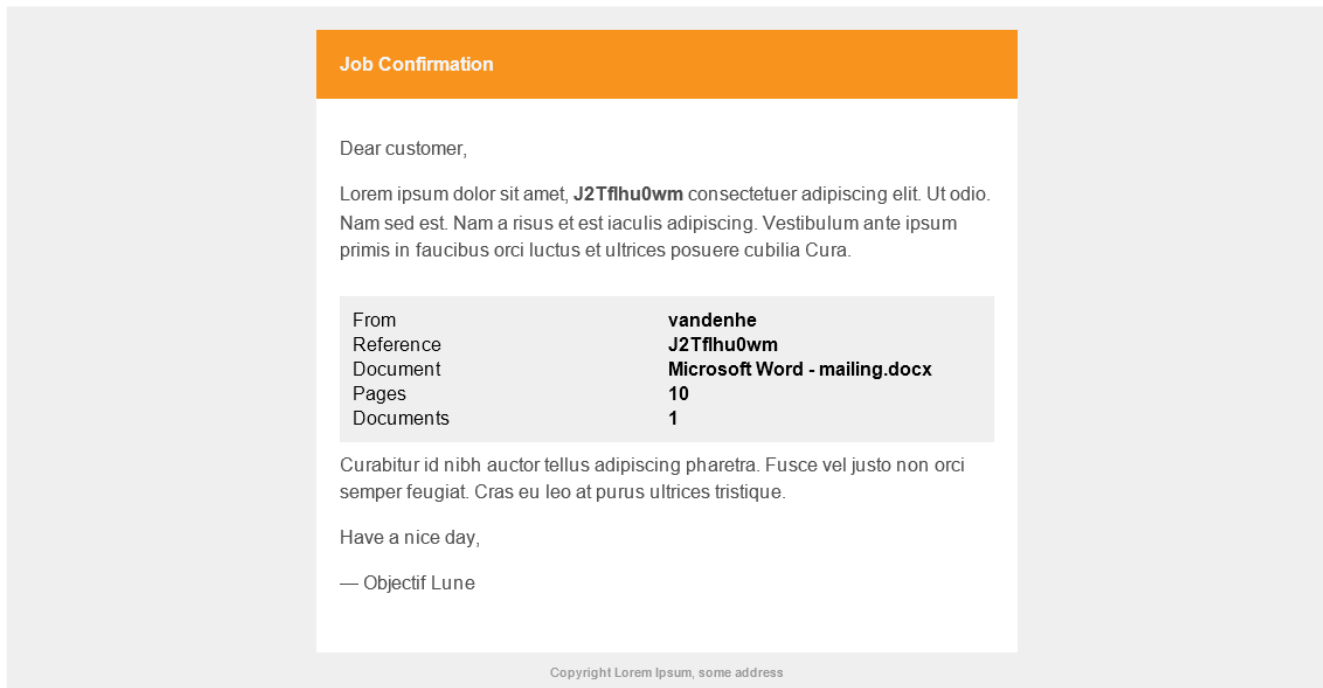 Job Confirmation
Dear customer,
Lorem ipsum dolor sit amet, J2Tflhu0wm consectetuer adipiscing elit. Ut odio.
Nam sed est. Nam a risus et est iaculis adipiscing. Vestibulum ante ipsum
primis in faucibus orci luctus et ultrices posuere cubilia Cura.
From vandenhe
Reference J2Tflhu0wm
Document Microsoft Word - mailing.docx
Pages 10
Documents 1
Curabitur id nibh auctor tellus adipiscing pharetra. Fusce vel justo non orci
semper feugiat. Cras eu leo at purus ultrices tristique.
Have a nice day,
— Objectif Lune
Copyright Lorem Ipsum, some address